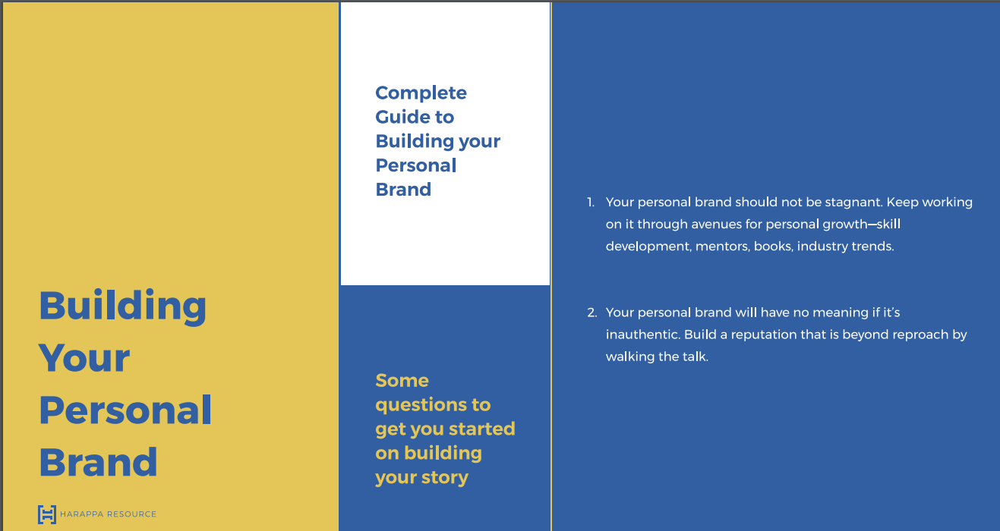 Building
Your
Personal
Brand
HARAPPA RESOURCE
Complete
Guide to
Building your
Personal
Brand
Some
questions to
get you started
on building
your story
1. Your personal brand should not be stagnant. Keep working
on it through avenues for personal growth—skill
development, mentors, books, industry trends.
2. Your personal brand will have no meaning if it's
inauthentic. Build a reputation that is beyond reproach by
walking the talk.